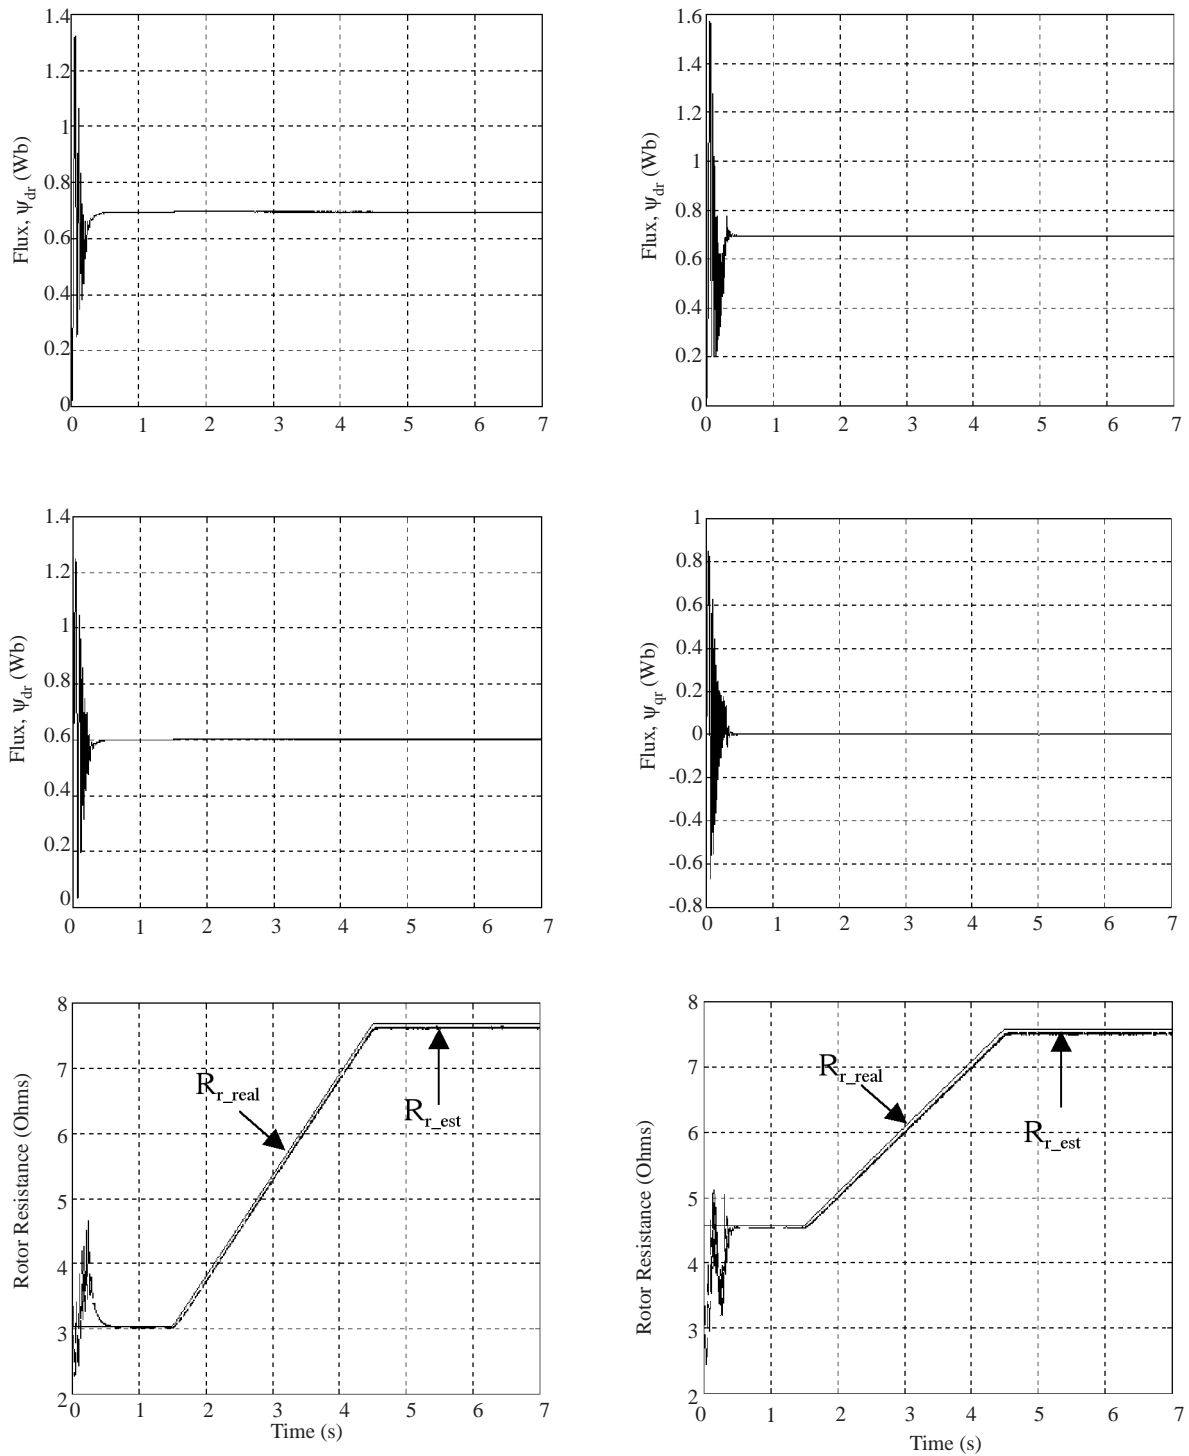 1.4
1.2
1
0.8
0.6
0.4
0.2
0
0 1 2 3 4 5 6 7
Flux, ψdr (Wb)
1.6
1.4
1.2
1
0.8
0.6
0.4
0.2
0
0 1 2 3 4 5 6 7
Flux, ψdr (Wb)
1.4
1.2
1
0.8
0.6
0.4
0.2
0
0 1 2 3 4 5 6 7
Flux, ψdr (Wb)
1
0.8
0.6
0.4
0.2
0
-0.2
-0.4
-0.6
-0.8
0 1 2 3 4 5 6 7
Flux, ψqr (Wb)
8
7
6
5
4
3
2
0 1 2 3 4 5 6 7
Rotor Resistance (Ohms)
Rr_real
Rr_est
Time (s)
8
7
6
5
4
3
2
0 1 2 3 4 5 6 7
Rotor Resistance (Ohms)
Rr_real
Rr_est
Time (s)